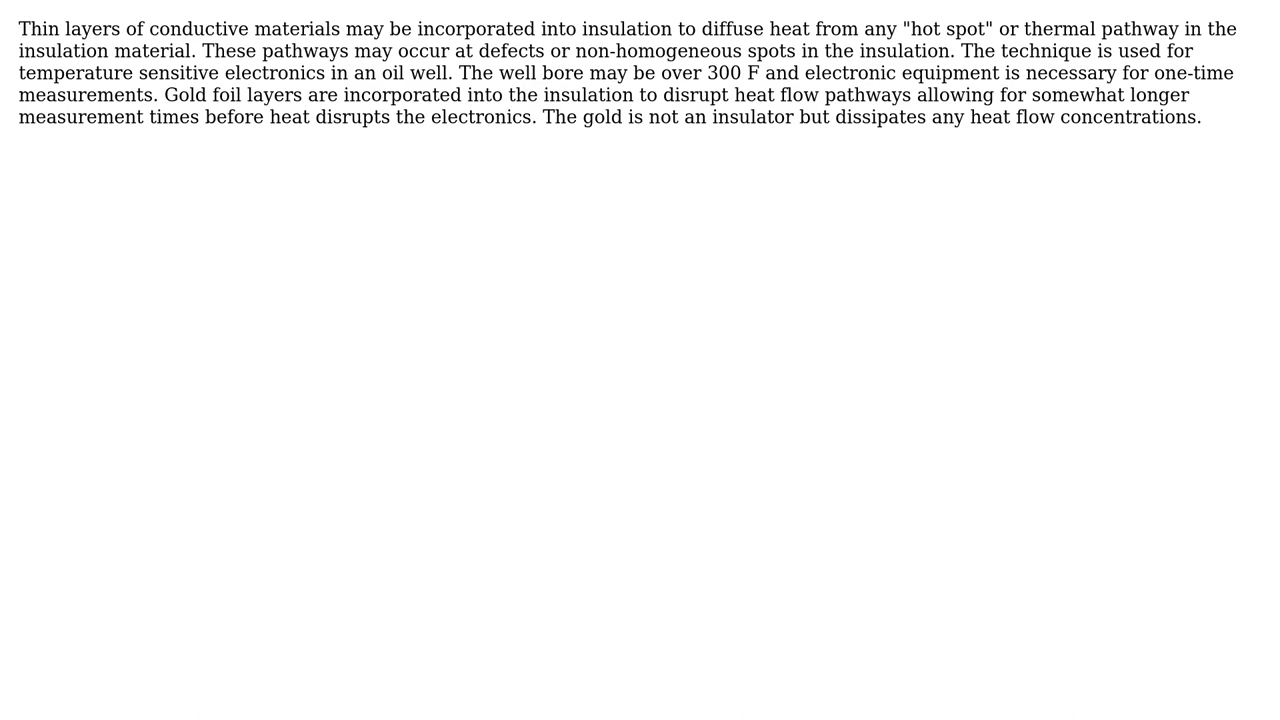 Thin layers of conductive materials may be incorporated into insulation to diffuse heat from any "hot spot" or thermal pathway in the
insulation material. These pathways may occur at defects or non-homogeneous spots in the insulation. The technique is used for
temperature sensitive electronics in an oil well. The well bore may be over 300 F and electronic equipment is necessary for one-time
measurements. Gold foil layers are incorporated into the insulation to disrupt heat flow pathways allowing for somewhat longer
measurement times before heat disrupts the electronics. The gold is not an insulator but dissipates any heat flow concentrations.